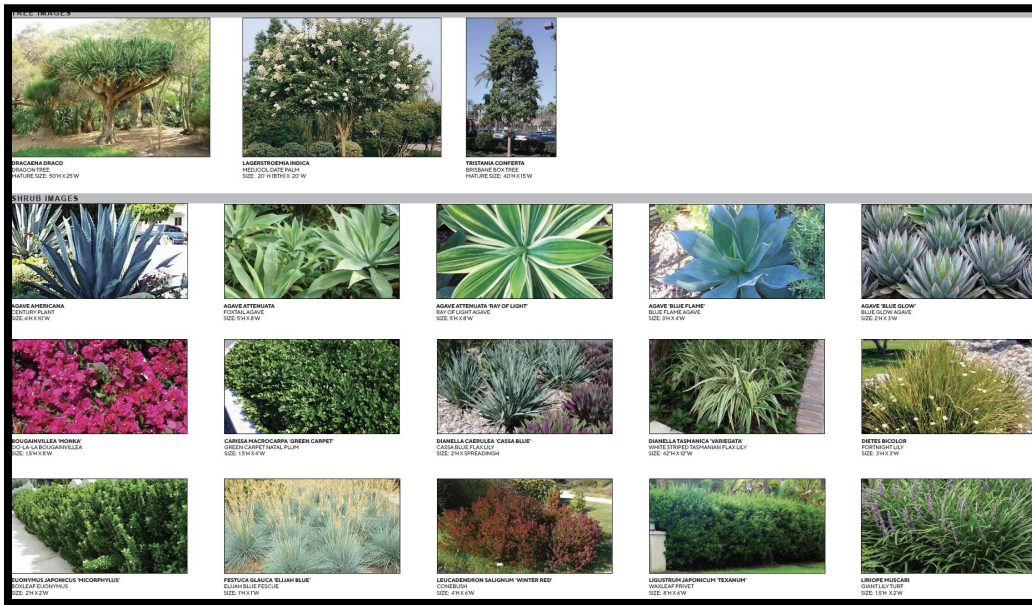 TREE IMAGES
DRACAENA DRACO
DRAGON TREE
MATURE SIZE: 50'H X 25'W
LAGERSTROEMIA INDICA
MEDJOOL DATE PALM
SIZE: 20' H (BTH) X 20' W
TRISTANIA CONFERTA
BRISBANE BOX TREE
MATURE SIZE: 40'H X 15'W
SHRUB IMAGES
AGAVE AMERICANA
CENTURY PLANT
SIZE: 6'H X 10'W
AGAVE ATTENUATA
FOXTAIL AGAVE
SIZE: 5'H X 8'W
AGAVE ATTENUATA 'RAY OF LIGHT'
RAY OF LIGHT AGAVE
SIZE: 5'H X 8'W
AGAVE 'BLUE FLAME'
BLUE FLAME AGAVE
SIZE: 3'H X 4'W
AGAVE 'BLUE GLOW'
BLUE GLOW AGAVE
SIZE: 2'H X 3'W
BOUGAINVILLEA 'MONKA'
OO-LA-LA BOUGAINVILLEA
SIZE: 1.5'H X 8'W
CARISSA MACROCARPA 'GREEN CARPET'
GREEN CARPET NATAL PLUM
SIZE: 1.5'H X 4'W
DIANELLA CAERULEA 'CASSA BLUE'
CASSA BLUE FLAX LILY
SIZE: 2'H X SPREADINGH
DIANELLA TASMANICA 'VARIEGATA'
WHITE STRIPED TASMANIAN FLAX LILY
SIZE: 42"H X 12"W
DIETES BICOLOR
FORTNIGHT LILY
SIZE: 3'H X 3'W
EUONYMUS JAPONICUS 'MICORPHYLUS'
BOXLEAF EUONYMUS
SIZE: 2'H X 2'W
FESTUCA GLAUCA 'ELIJAH BLUE'
ELIJAH BLUE FESCUE
SIZE: 1'H X 1'W
LEUCADENDRON SALIGNUM 'WINTER RED'
CONEBUSH
SIZE: 4'H X 6'W
LIGUSTRUM JAPONICUM 'TEXANUM'
WAXLEAF PRIVET
SIZE: 8'H X 6'W
LIRIOPE MUSCARI
GIANT LILY TURF
SIZE: 1.5'H X 2'W